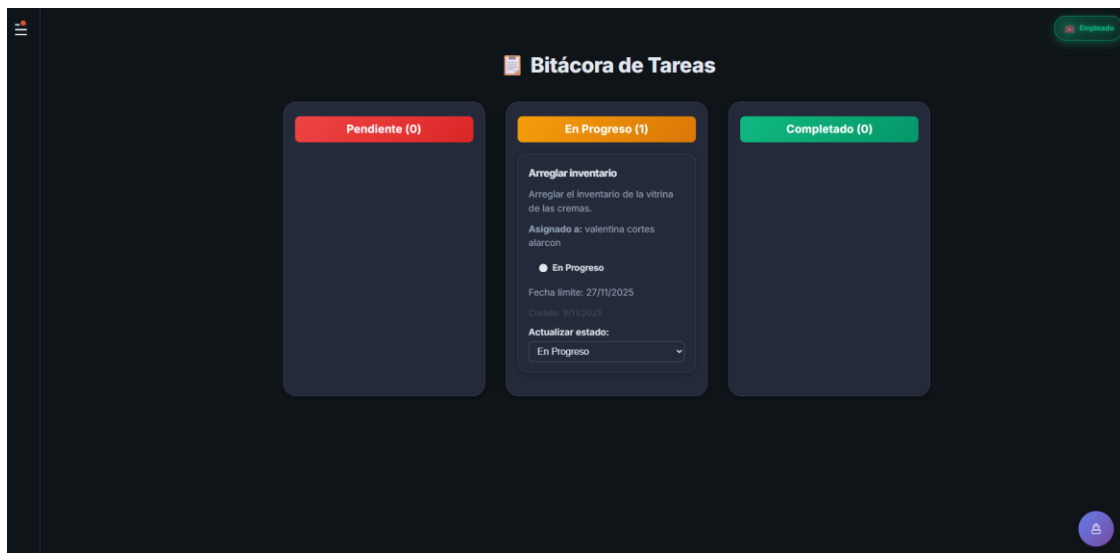 Empleado
Bitácora de Tareas
Pendiente (0)
En Progreso (1)
Completado (0)
Arreglar inventario
Arreglar el inventario de la vitrina
de las cremas.
Asignado a: valentina cortes
alarcon
En Progreso
Fecha límite: 27/11/2025
Creado: 9/11/2025
Actualizar estado:
En Progreso